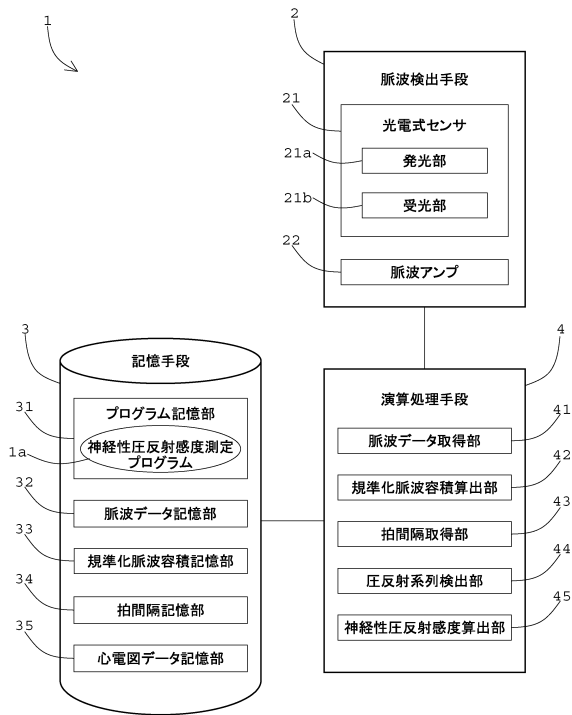 1
2
脈波検出手段
21
光電式センサ
21a
発光部
21b
受光部
22
脈波アンプ
3
記憶手段
31
プログラム記憶部
1a
神経性圧反射感度測定
プログラム
32
脈波データ記憶部
33
規準化脈波容積記憶部
34
拍間隔記憶部
35
心電図データ記憶部
4
演算処理手段
41
脈波データ取得部
42
規準化脈波容積算出部
43
拍間隔取得部
44
圧反射系列検出部
45
神経性圧反射感度算出部